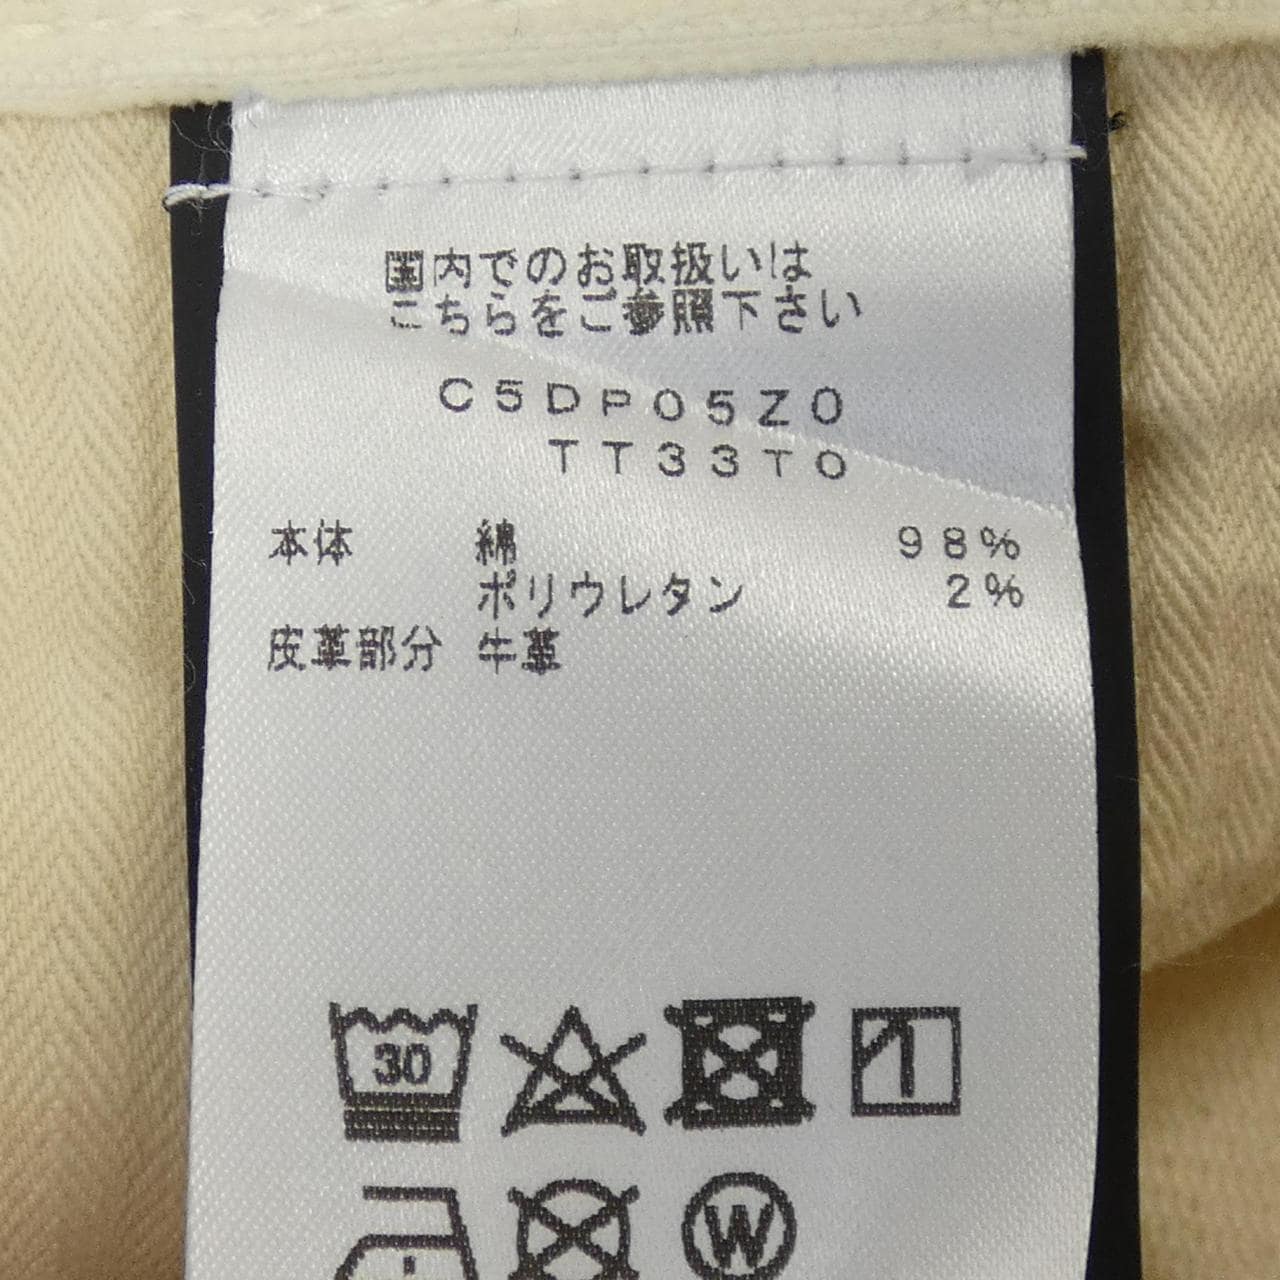 国内でのお取扱いは
こちらをご参照下さい
C5DP05Z0
TT33T0
本体 綿 98%
ポリウレタン 2%
皮革部分 牛革
30
W